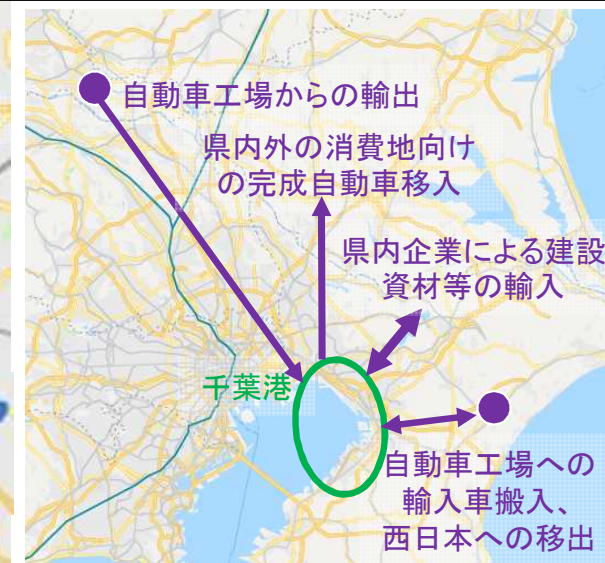 自動車工場からの輸出
県内外の消費地向け
の完成自動車移入
県内企業による建設
資材等の輸入
千葉港
自動車工場への
輸入車搬入、
西日本への移出